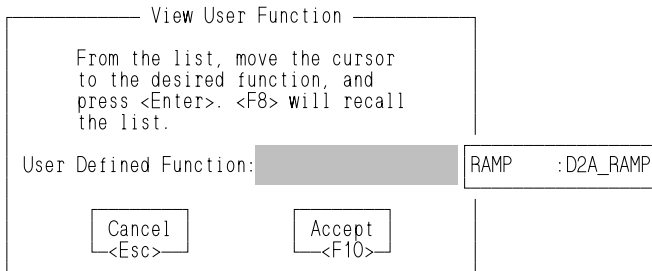 View User Function
From the list, move the cursor
to the desired function, and
press <Enter>. <F8> will recall
the list.
User Defined Function:
RAMP :D2A_RAMP
Cancel
<Esc>
Accept
<F10>